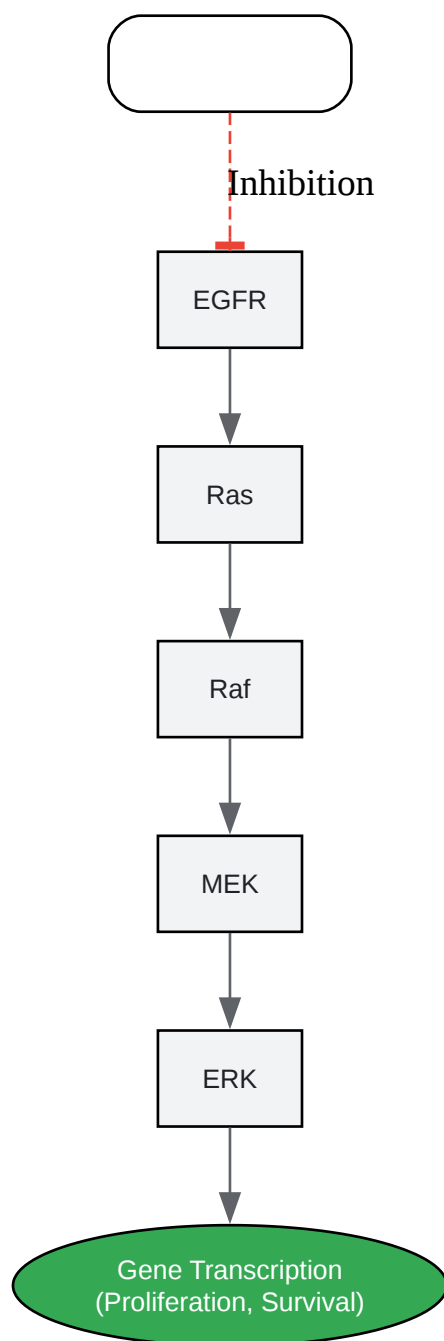 Inhibition
EGFR
Ras
Raf
MEK
ERK
Gene Transcription
(Proliferation, Survival)